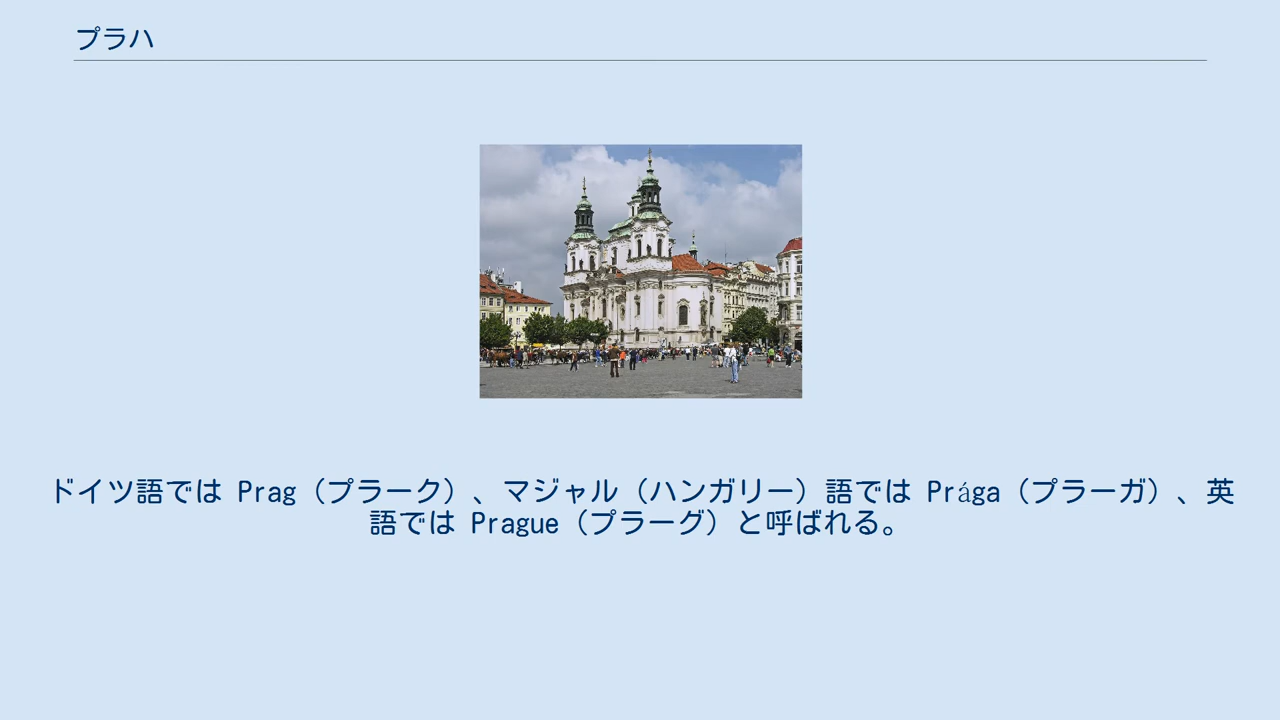 プラハ
ドイツ語では Prag（プラーク）、マジャル（ハンガリー）語では Prága（プラーガ）、英
語では Prague（プラーグ）と呼ばれる。